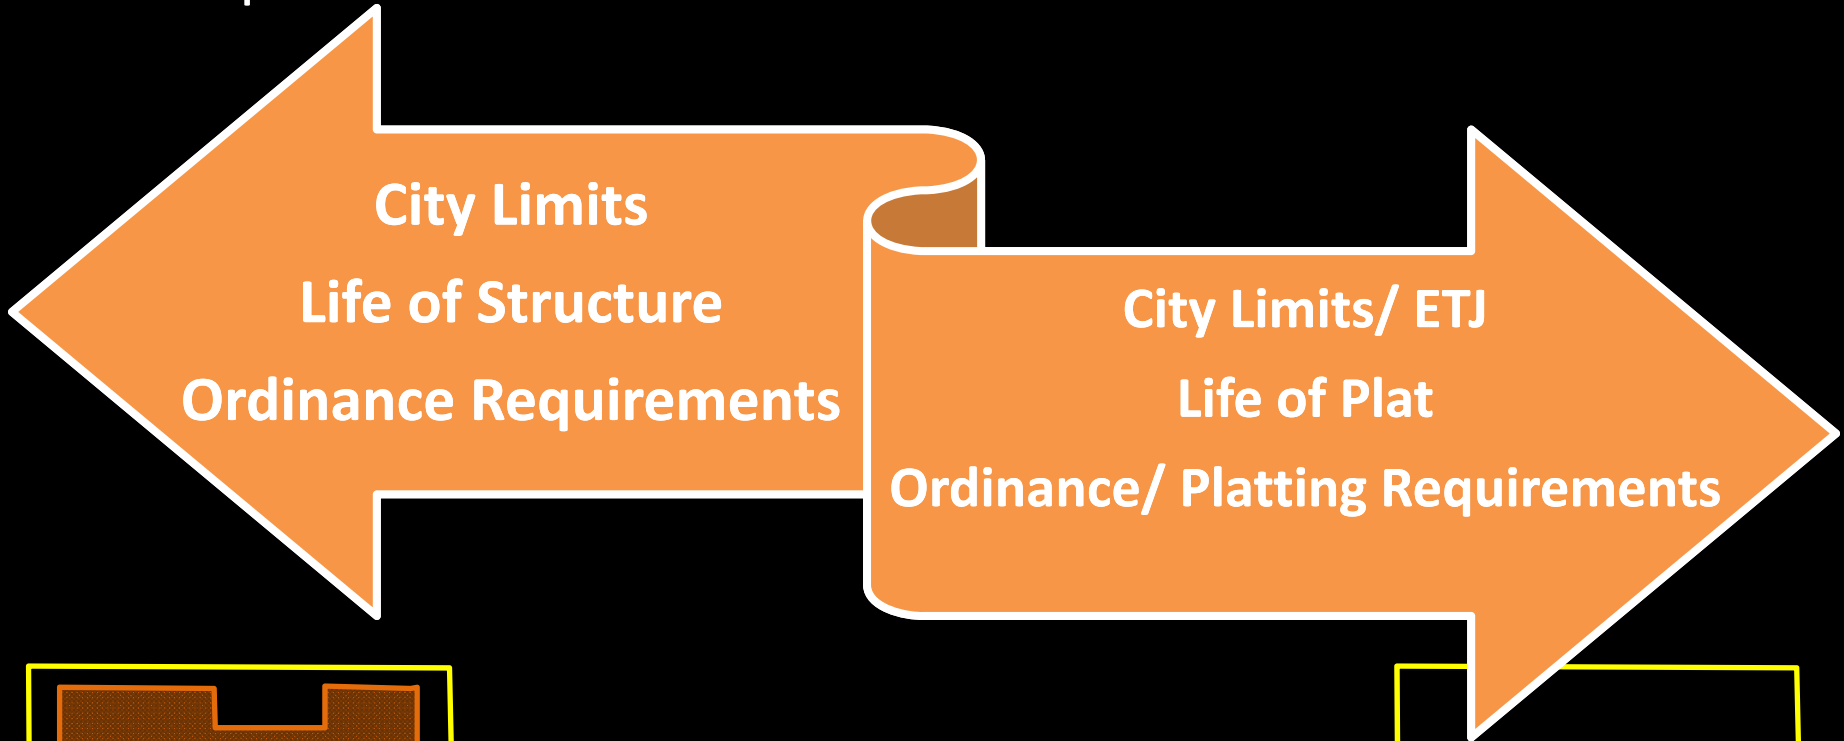 City Limits
Life of Structure
Ordinance Requirements
City Limits/ ETJ
Life of Plat
Ordinance/ Platting Requirements